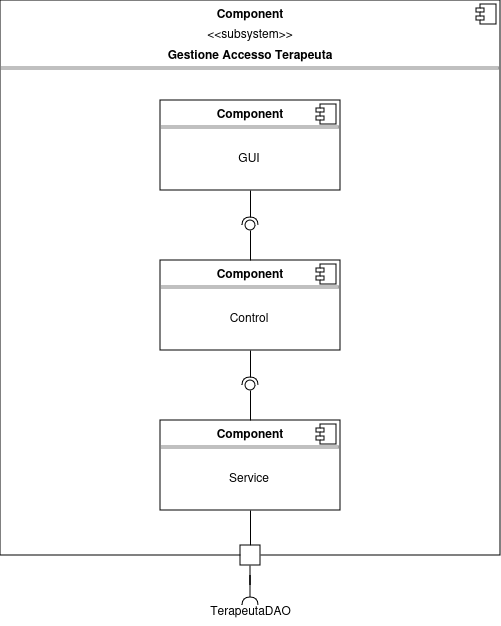 Component
<<subsystem>>
Gestione Accesso Terapeuta
Component
GUI
Component
Control
Component
Service
TerapeutaDAO